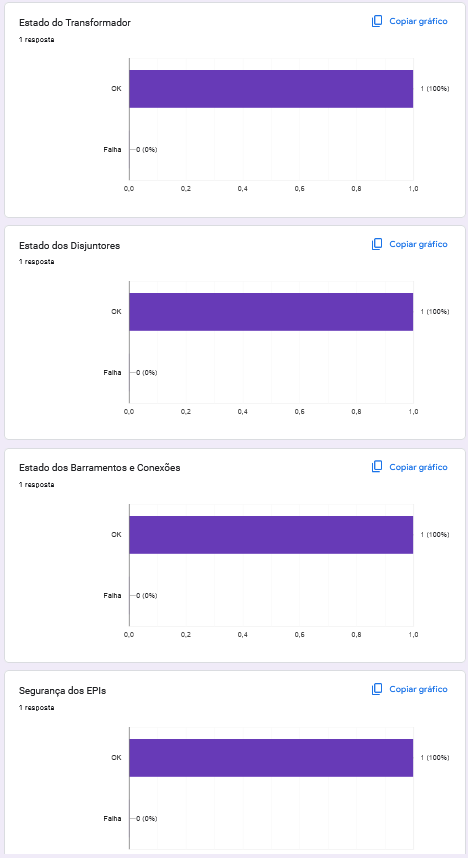 Estado do Transformador
Copiar gráfico
1 resposta
OK
1 (100%)
Falha
0 (0%)
0,0 0,2 0,4 0,6 0,8 1,0
Estado dos Disjuntores
Copiar gráfico
1 resposta
OK
1 (100%)
Falha
0 (0%)
0,0 0,2 0,4 0,6 0,8 1,0
Estado dos Barramentos e Conexões
Copiar gráfico
1 resposta
OK
1 (100%)
Falha
0 (0%)
0,0 0,2 0,4 0,6 0,8 1,0
Segurança dos EPIs
Copiar gráfico
1 resposta
OK
1 (100%)
Falha
0 (0%)